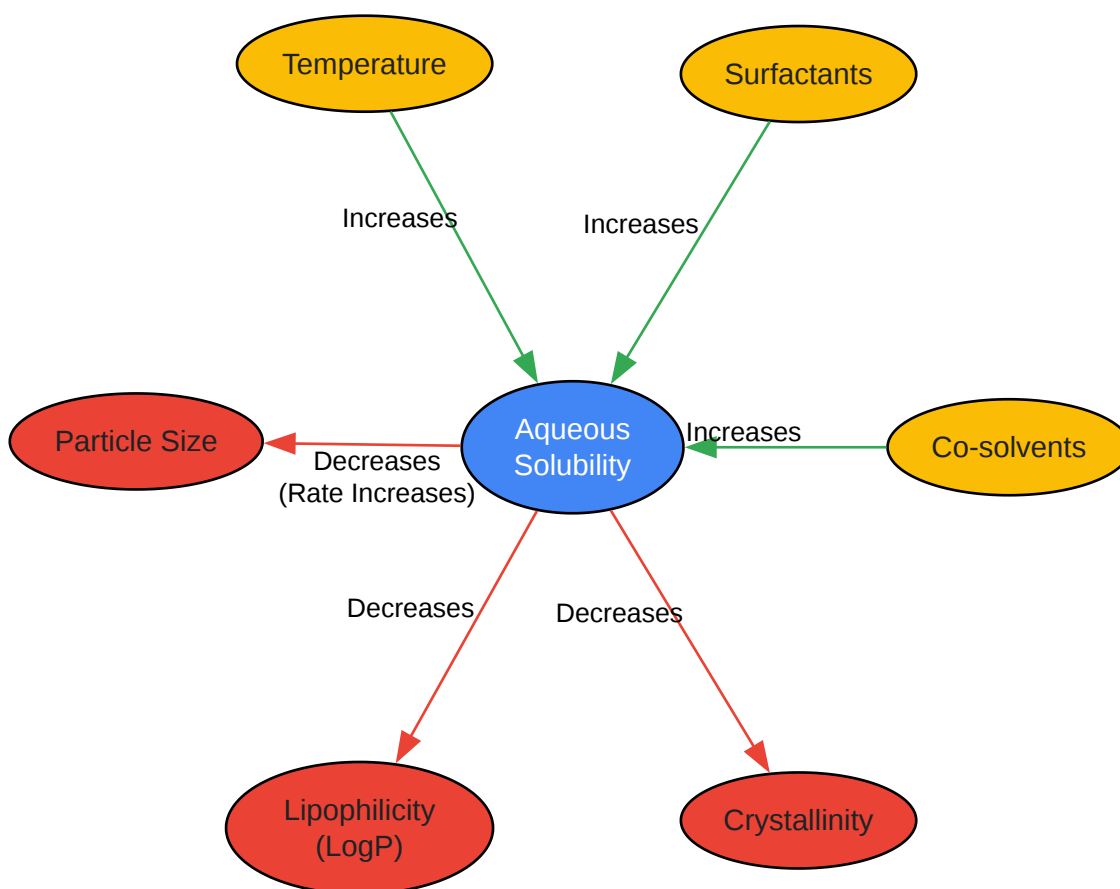 Temperature
Surfactants
Increases
Increases
Particle Size
Aqueous
Solubility
Increases
Co-solvents
Decreases
(Rate Increases)
Decreases
Decreases
Lipophilicity
(LogP)
Crystallinity